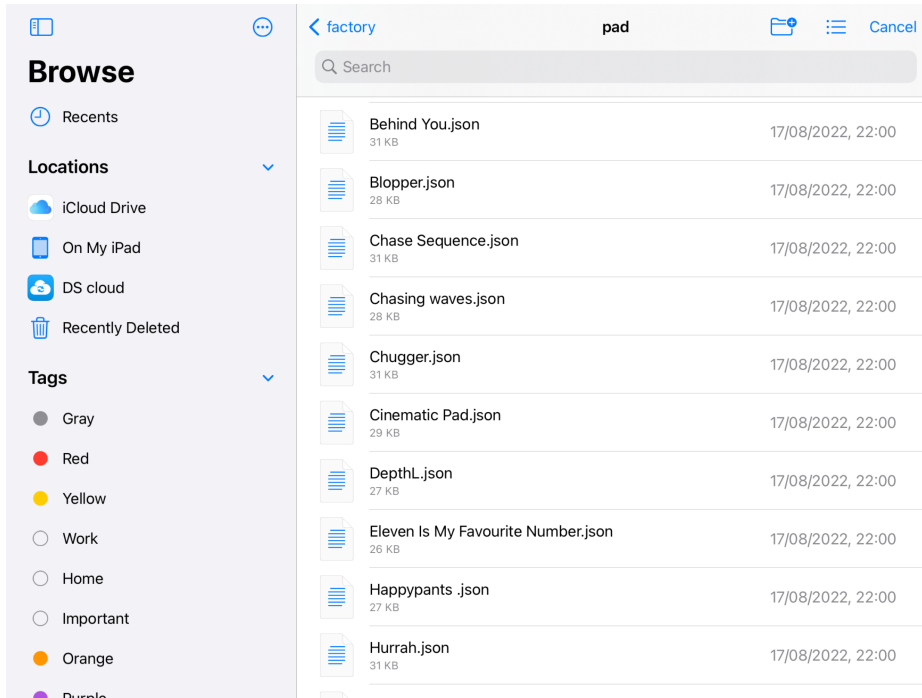 Browse
Recents
Locations
iCloud Drive
On My iPad
DS cloud
Recently Deleted
Tags
Gray
Red
Yellow
Work
Home
Important
Orange
Purple
factory
pad
Cancel
Search
Behind You.json
31 KB
17/08/2022, 22:00
Blopper.json
28 KB
17/08/2022, 22:00
Chase Sequence.json
31 KB
17/08/2022, 22:00
Chasing waves.json
28 KB
17/08/2022, 22:00
Chugger.json
31 KB
17/08/2022, 22:00
Cinematic Pad.json
29 KB
17/08/2022, 22:00
DepthL.json
27 KB
17/08/2022, 22:00
Eleven Is My Favourite Number.json
26 KB
17/08/2022, 22:00
Happypants .json
27 KB
17/08/2022, 22:00
Hurrah.json
31 KB
17/08/2022, 22:00